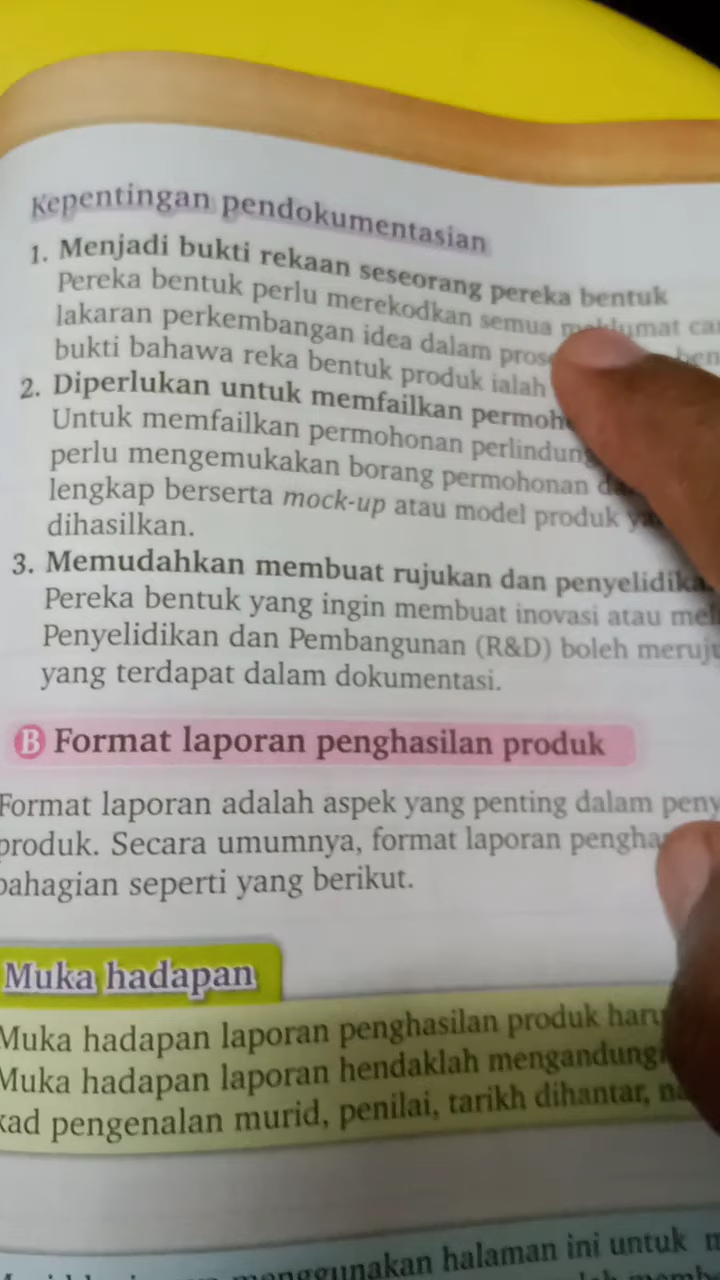 Kepentingan pendokumentasian
1. Menjadi bukti rekaan seseorang pereka bentuk
Pereka bentuk perlu merekodkan semua
lakaran perkembangan idea dalam
bukti bahawa reka bentuk produk ialah
2. Diperlukan untuk memfailkan
Untuk memfailkan permohonan
perlu mengemukakan borang permohonan
lengkap berserta mock-up atau model produk
dihasilkan.
3. Memudahkan membuat rujukan dan
Pereka bentuk yang ingin membuat inovasi atau
Penyelidikan dan Pembangunan (R&D) boleh
yang terdapat dalam dokumentasi.
B Format laporan penghasilan produk
Format laporan adalah aspek yang penting dalam
produk. Secara umumnya, format laporan
bahagian seperti yang berikut.
Muka hadapan
Muka hadapan laporan penghasilan produk
Muka hadapan laporan hendaklah
kad pengenalan murid, penilai, tarikh dihantar,
halaman ini untuk